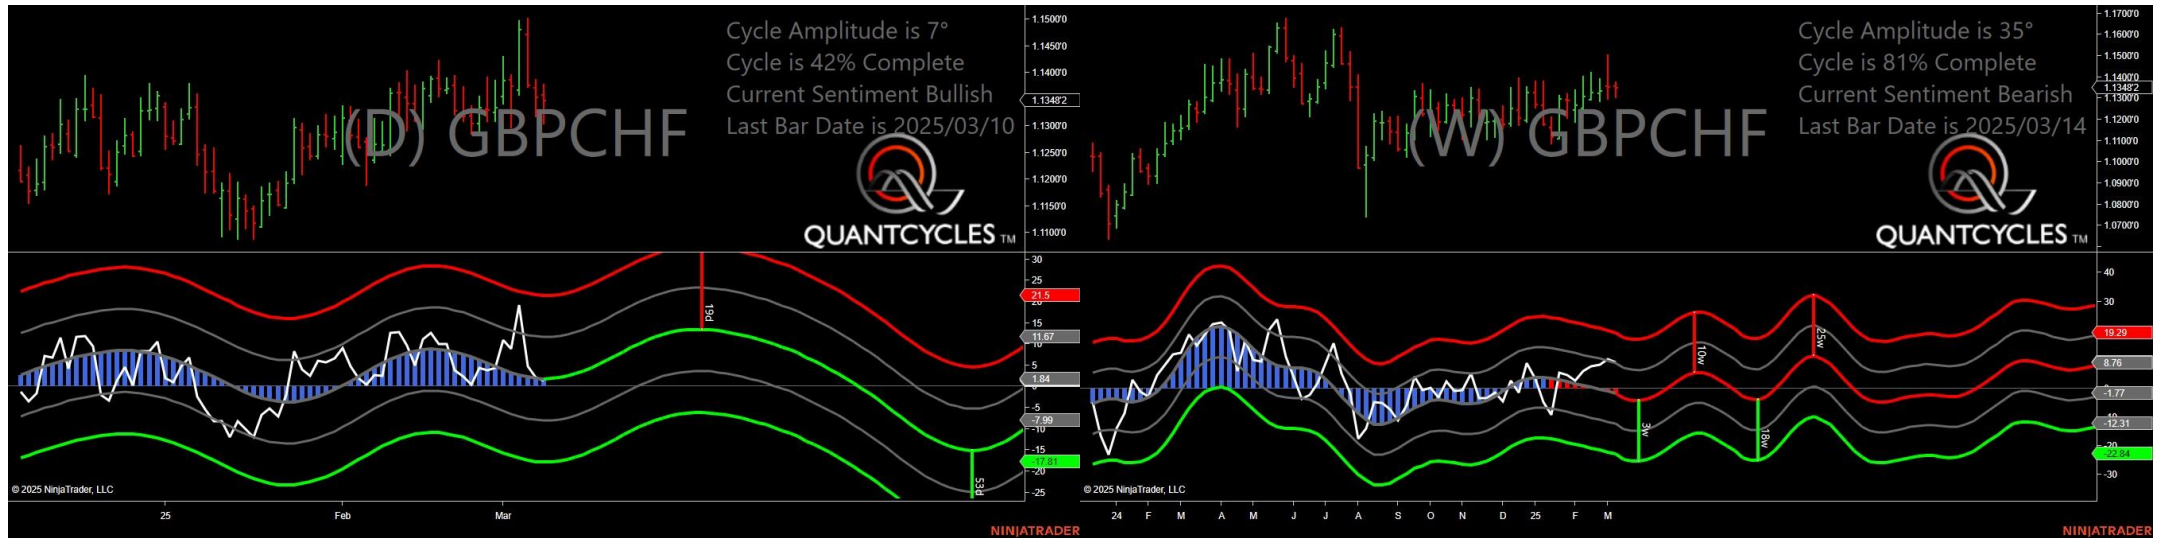 Cycle Amplitude is 7°
Cycle is 42% Complete
Current Sentiment Bullish
Last Bar Date is 2025/03/10
(D) GBPCHF
QUANTCYCLES TM
1.1500'0
1.1450'0
1.1400'0
1.1348'2
1.1300'0
1.1250'0
1.1200'0
1.1150'0
1.1100'0
30
21.5
20
15
11.67
10
5
1.84
-5
-7.99
-10
-15
-17.81
-20
-25
19d
53d
© 2025 NinjaTrader, LLC
25 Feb Mar
NINJATRADER
Cycle Amplitude is 35°
Cycle is 81% Complete
Current Sentiment Bearish
Last Bar Date is 2025/03/14
(W) GBPCHF
QUANTCYCLES TM
1.1700'0
1.1600'0
1.1500'0
1.1400'0
1.1348'2
1.1300'0
1.1200'0
1.1100'0
1.1000'0
1.0900'0
1.0800'0
1.0700'0
40
30
19.29
8.76
-1.77
-12.31
-20
-22.84
-30
3w
10w
18w
25w
© 2025 NinjaTrader, LLC
24 F M A M J J A S O N D 25 F M
NINJATRADER